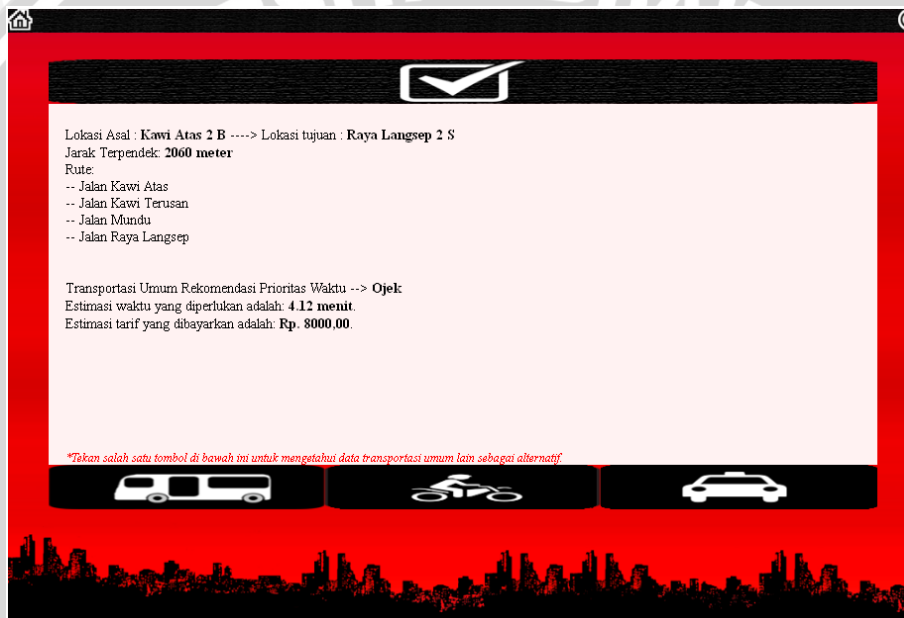 Lokasi Asal : Kawi Atas 2 B ----> Lokasi tujuan : Raya Langsep 2 S
Jarak Terpendek: 2060 meter
Rute:
-- Jalan Kawi Atas
-- Jalan Kawi Terusan
-- Jalan Mundu
-- Jalan Raya Langsep
Transportasi Umum Rekomendasi Prioritas Waktu --> Ojek
Estimasi waktu yang diperlukan adalah: 4.12 menit.
Estimasi tarif yang dibayarkan adalah: Rp. 8000,00.
*Tekan salah satu tombol di bawah ini untuk mengetahui data transportasi umum lain sebagai alternatif.